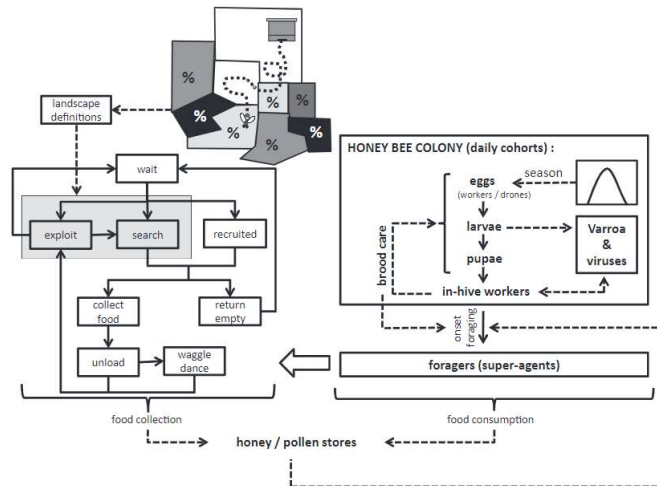 %
%
%
%
%
%
%
landscape
definitions
wait
exploit
search
recruited
collect
food
return
empty
unload
waggle
dance
food collection
HONEY BEE COLONY (daily cohorts) :
eggs
(workers / drones)
season
larvae
pupae
in-hive workers
Varroa
&
viruses
brood care
onset
foraging
foragers (super-agents)
food consumption
honey / pollen stores